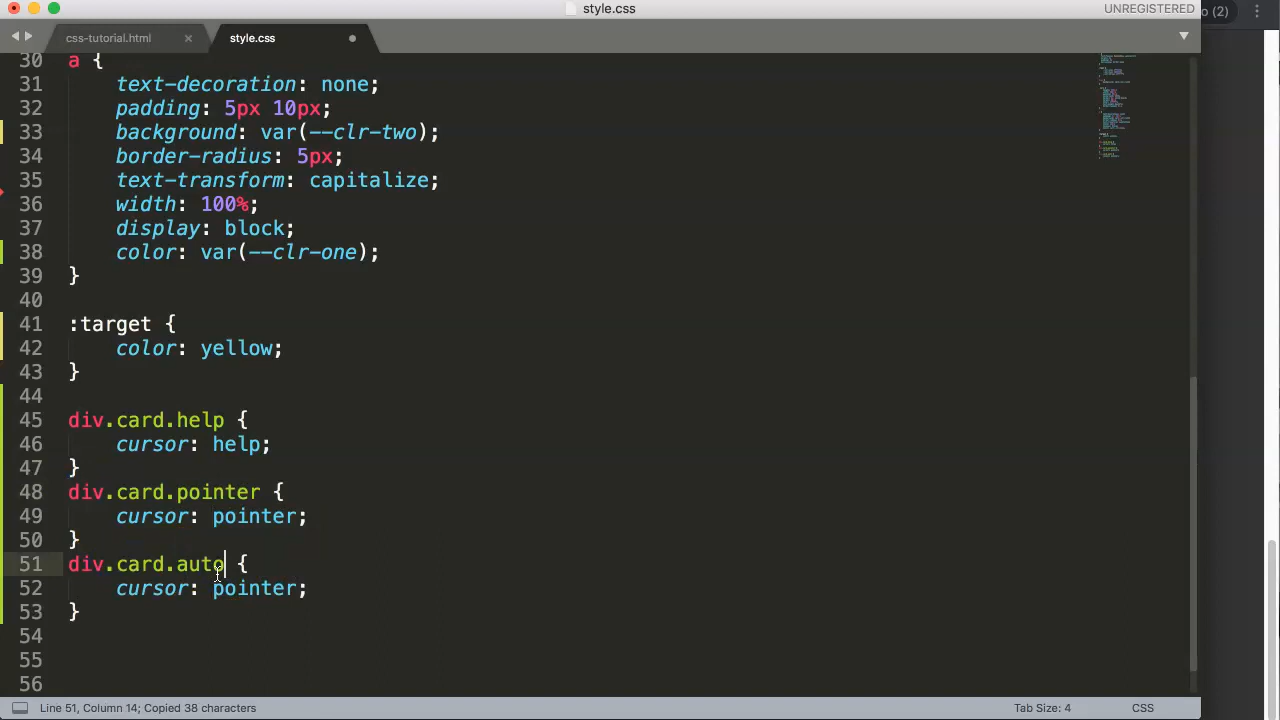 style.css
UNREGISTERED
o (2)
css-tutorial.html
style.css
30 a {
31 text-decoration: none;
32 padding: 5px 10px;
33 background: var(--clr-two);
34 border-radius: 5px;
35 text-transform: capitalize;
36 width: 100%;
37 display: block;
38 color: var(--clr-one);
39 }
40
41 :target {
42 color: yellow;
43 }
44
45 div.card.help {
46 cursor: help;
47 }
48 div.card.pointer {
49 cursor: pointer;
50 }
51 div.card.auto {
52 cursor: pointer;
53 }
54
55
56
Line 51, Column 14; Copied 38 characters
Tab Size: 4
CSS